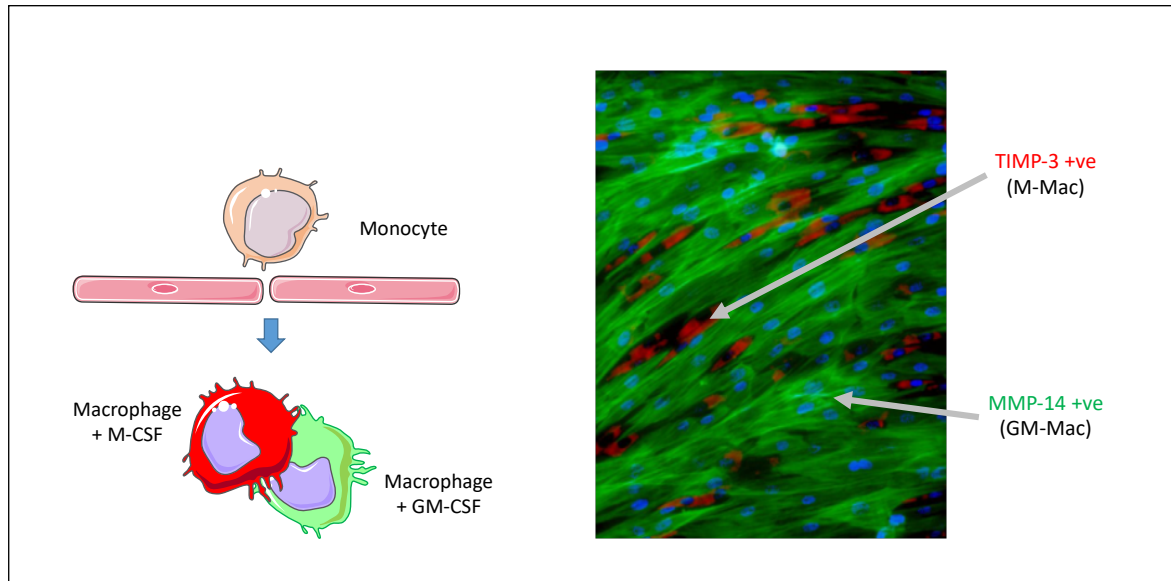 Monocyte
Macrophage
+ M-CSF
Macrophage
+ GM-CSF
TIMP-3 +ve
(M-Mac)
MMP-14 +ve
(GM-Mac)